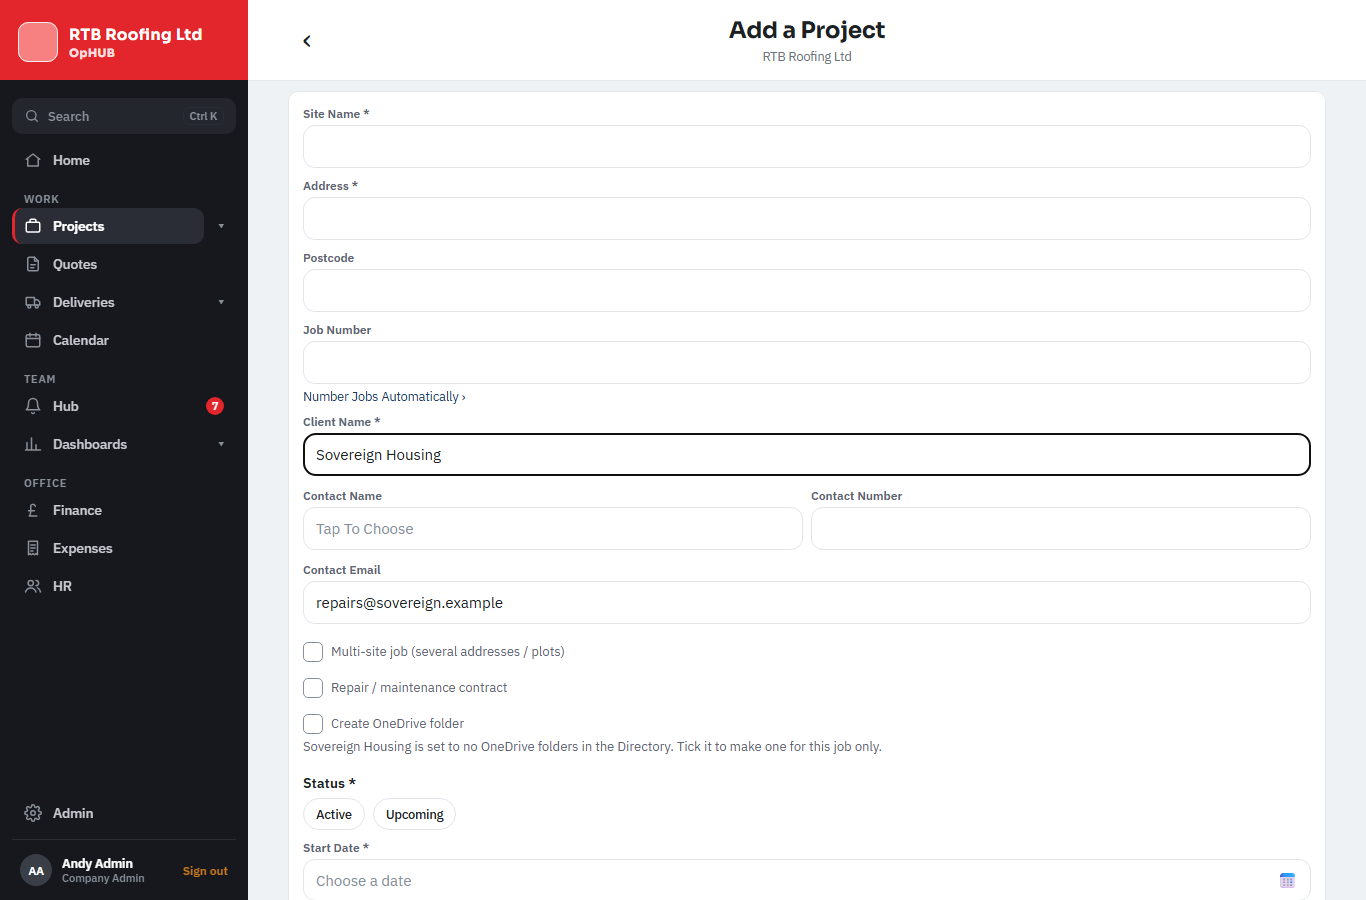 RTB Roofing Ltd
OpHUB
Search
Ctrl K
Home
WORK
Projects
Quotes
Deliveries
Calendar
TEAM
Hub
7
Dashboards
OFFICE
Finance
Expenses
HR
Admin
AA
Andy Admin
Company Admin
Sign out
Add a Project
RTB Roofing Ltd
Site Name *
Address *
Postcode
Job Number
Number Jobs Automatically ›
Client Name *
Sovereign Housing
Contact Name
Contact Number
Tap To Choose
Contact Email
repairs@sovereign.example
Multi-site job (several addresses / plots)
Repair / maintenance contract
Create OneDrive folder
Sovereign Housing is set to no OneDrive folders in the Directory. Tick it to make one for this job only.
Status *
Active
Upcoming
Start Date *
Choose a date